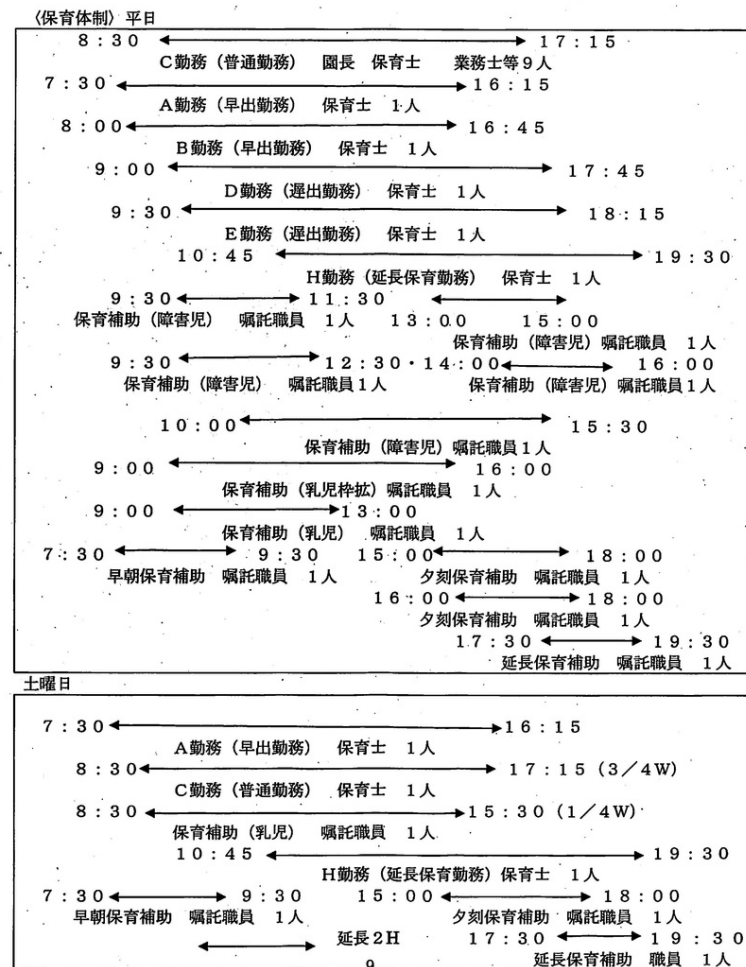 〈保育体制〉平日
8:30 17:15
C勤務（普通勤務） 園長 保育士 業務士等9人
7:30 16:15
A勤務（早出勤務） 保育士 1人
8:00 16:45
B勤務（早出勤務） 保育士 1人
9:00 17:45
D勤務（遅出勤務） 保育士 1人
9:30 18:15
E勤務（遅出勤務） 保育士 1人
10:45 19:30
H勤務（延長保育勤務） 保育士 1人
9:30 11:30
保育補助（障害児） 嘱託職員 1人 13:00 15:00
保育補助（障害児）嘱託職員 1人
9:30 12:30・14:00 16:00
保育補助（障害児） 嘱託職員1人 保育補助（障害児）嘱託職員1人
10:00 15:30
保育補助（障害児）嘱託職員1人
9:00 16:00
保育補助（乳児枠拡）嘱託職員 1人
9:00 13:00
保育補助（乳児） 嘱託職員 1人
7:30 9:30 15:00 18:00
早朝保育補助 嘱託職員 1人 夕刻保育補助 嘱託職員 1人
16:00 18:00
夕刻保育補助 嘱託職員 1人
17:30 19:30
延長保育補助 嘱託職員 1人
土曜日
7:30 16:15
A勤務（早出勤務） 保育士 1人
8:30 17:15（3／4W）
C勤務（普通勤務） 保育士 1人
8:30 15:30（1／4W）
保育補助（乳児） 嘱託職員 1人
10:45 19:30
H勤務（延長保育勤務）保育士 1人
7:30 9:30 15:00 18:00
早朝保育補助 嘱託職員 1人 夕刻保育補助 嘱託職員 1人
延長2H 17:30 19:30
延長保育補助 職員 1人
9